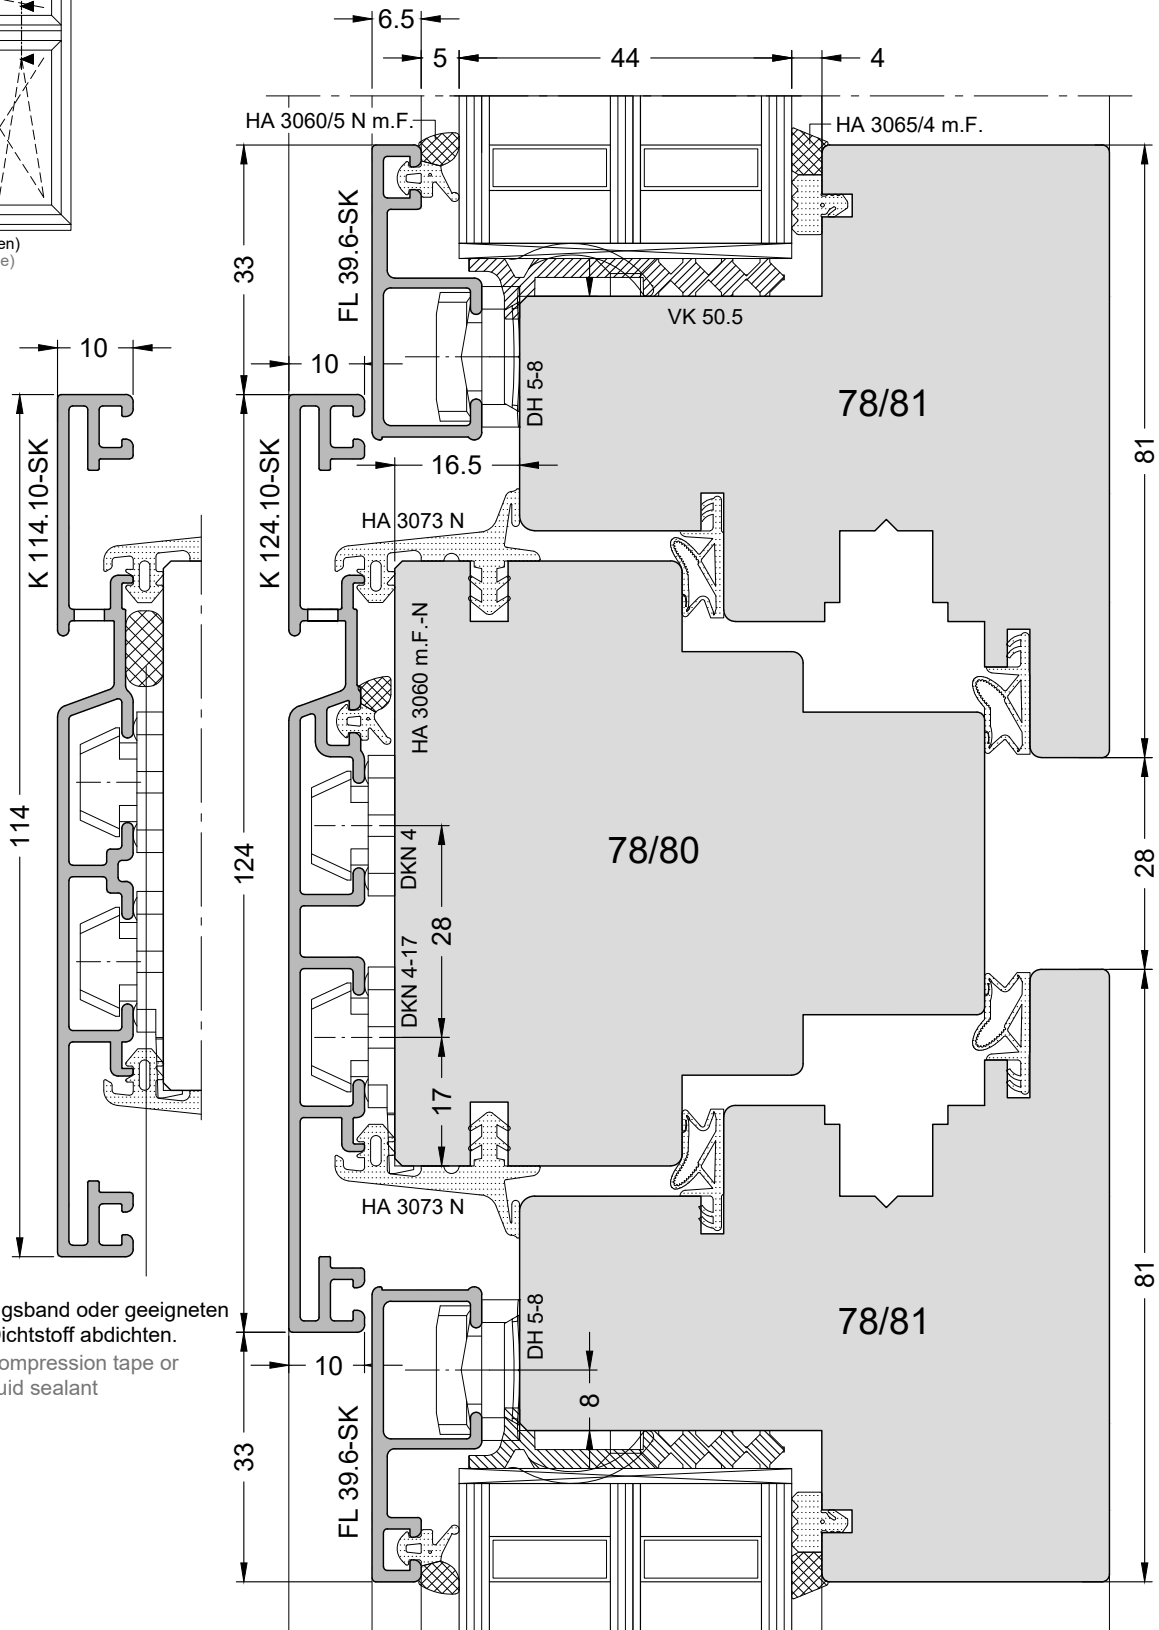 6.5
5
44
4
HA 3060/5 N m.F.
HA 3065/4 m.F.
33
FL 39.6-SK
VK 50.5
DH 5-8
78/81
81
10
10
K 114.10-SK
K 124.10-SK
16.5
HA 3073 N
HA 3060 m.F.-N
114
124
DKN 4
28
DKN 4-17
17
78/80
28
HA 3073 N
DH 5-8
78/81
81
10
8
33
FL 39.6-SK
en)
e)
gsband oder geeigneten
ichtstoff abdichten.
ompression tape or
uid sealant